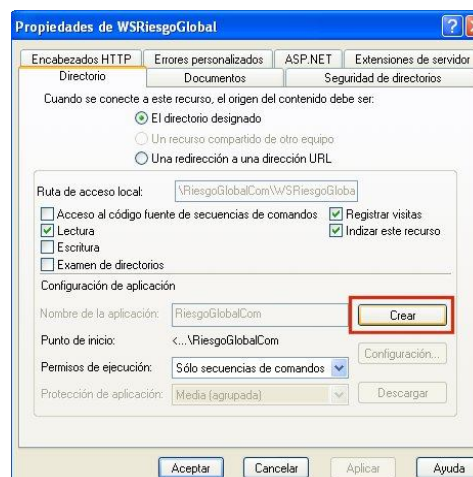 Propiedades de WSRiesgoGlobal
Encabezados HTTP Errores personalizados ASP.NET Extensiones de servidor
Directorio Documentos Seguridad de directorios
Cuando se conecte a este recurso, el origen del contenido debe ser:
El directorio designado
Un recurso compartido de otro equipo
Una redirección a una dirección URL
Ruta de acceso local: \RiesgoGlobalCom\WSRiesgoGloba
Acceso al código fuente de secuencias de comandos Registrar visitas
Lectura Indizar este recurso
Escritura
Examen de directorios
Configuración de aplicación
Nombre de la aplicación: RiesgoGlobalCom Crear
Punto de inicio: <...\RiesgoGlobalCom
Configuración...
Permisos de ejecución: Sólo secuencias de comandos
Protección de aplicación: Media (agrupada) Descargar
Aceptar Cancelar Aplicar Ayuda